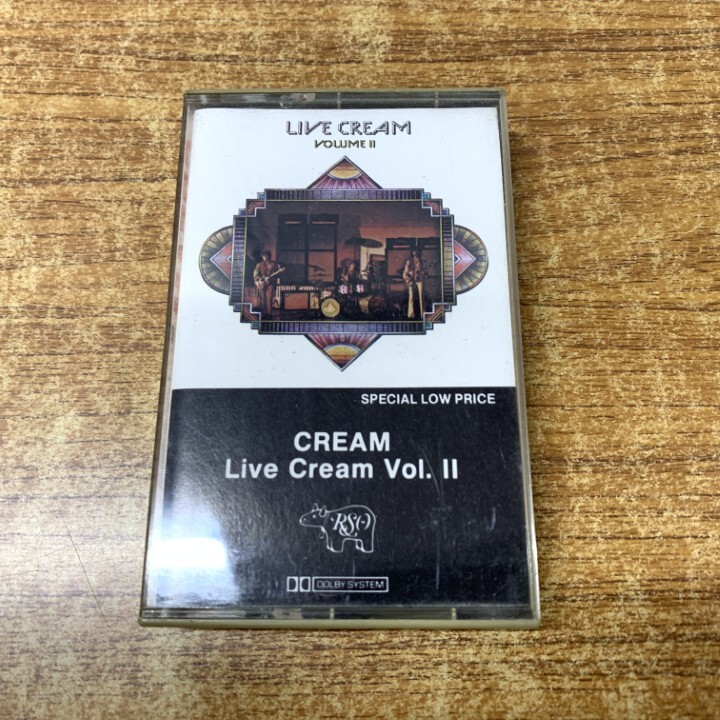 LIVE CREAM
VOLUME II
SPECIAL LOW PRICE
CREAM
Live Cream Vol. II
RSO
DOLBY SYSTEM